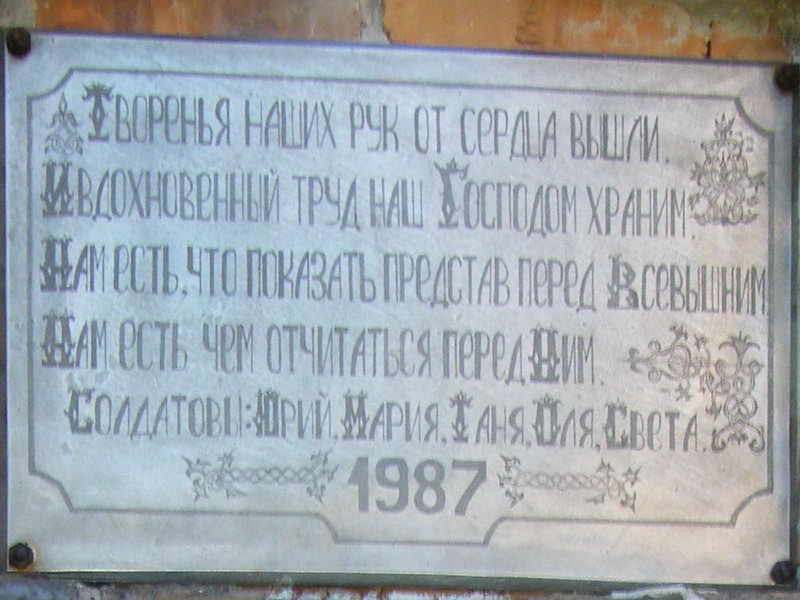 Творенья наших рук от сердца вышли.
И вдохновенный труд наш Господом храним.
Нам есть, что показать представ перед Всевышним
Нам есть чем отчитаться перед Ним.
Солдатовы: Юрий, Мария, Таня, Оля, Света.
1987